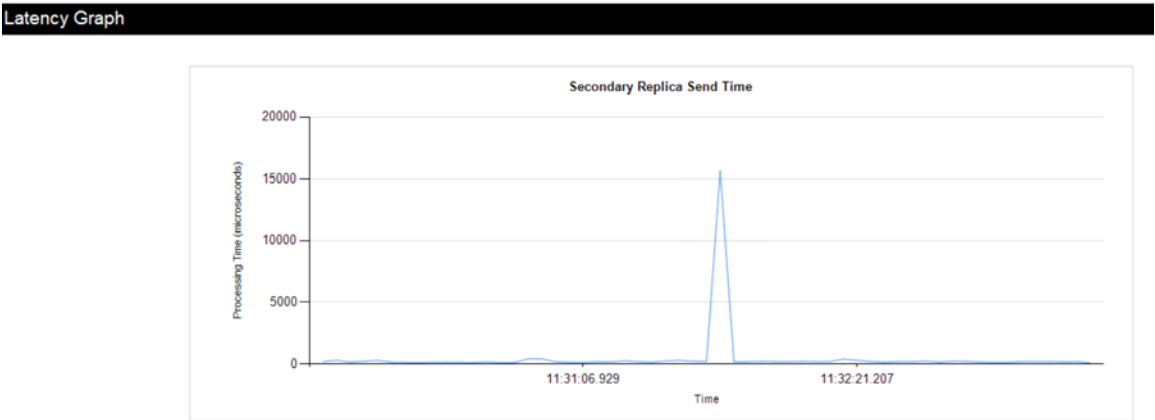 Latency Graph
Secondary Replica Send Time
20000
15000
10000
5000
0
Processing Time (microseconds)
11:31:06.929 11:32:21.207
Time